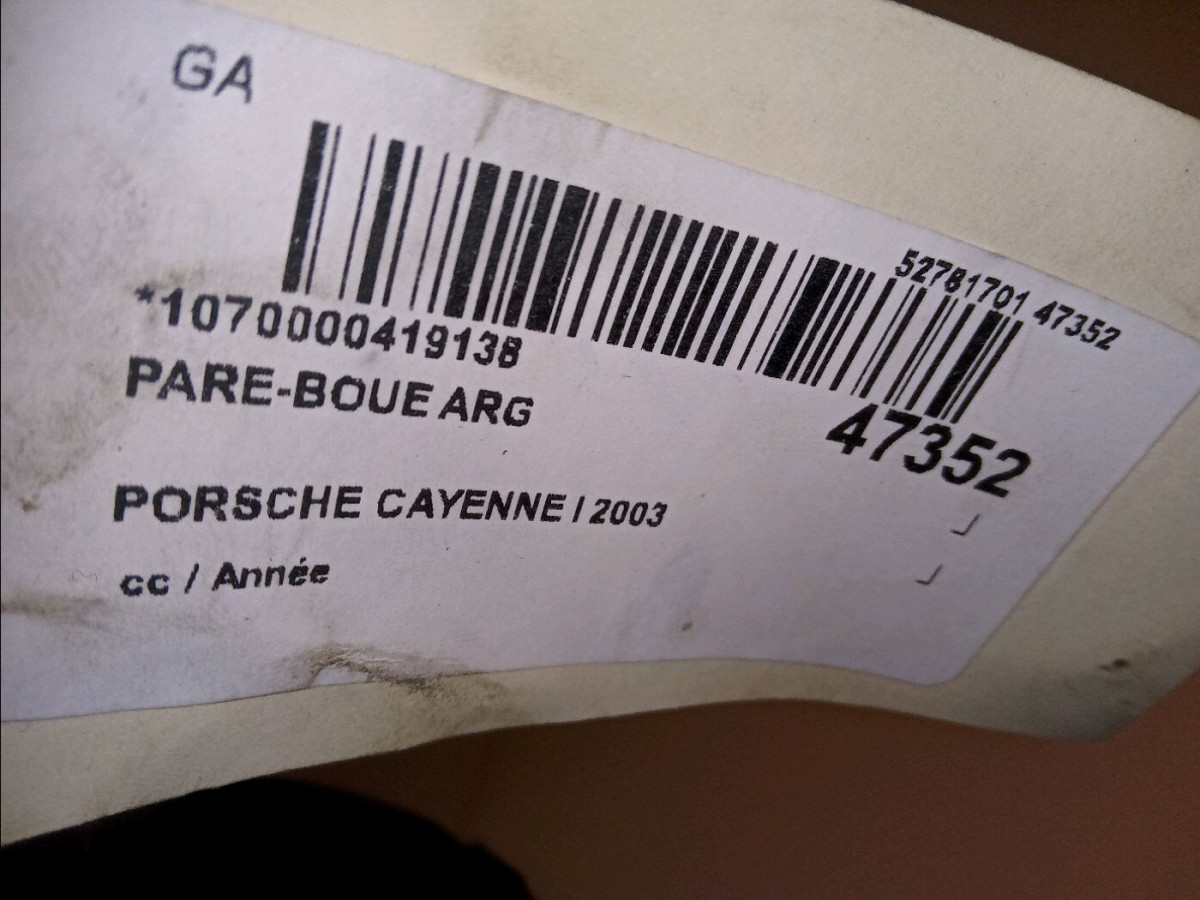 GA
52781701 47352
*1070000419138
47352
PARE-BOUE ARG
PORSCHE CAYENNE I 2003
cc / Année